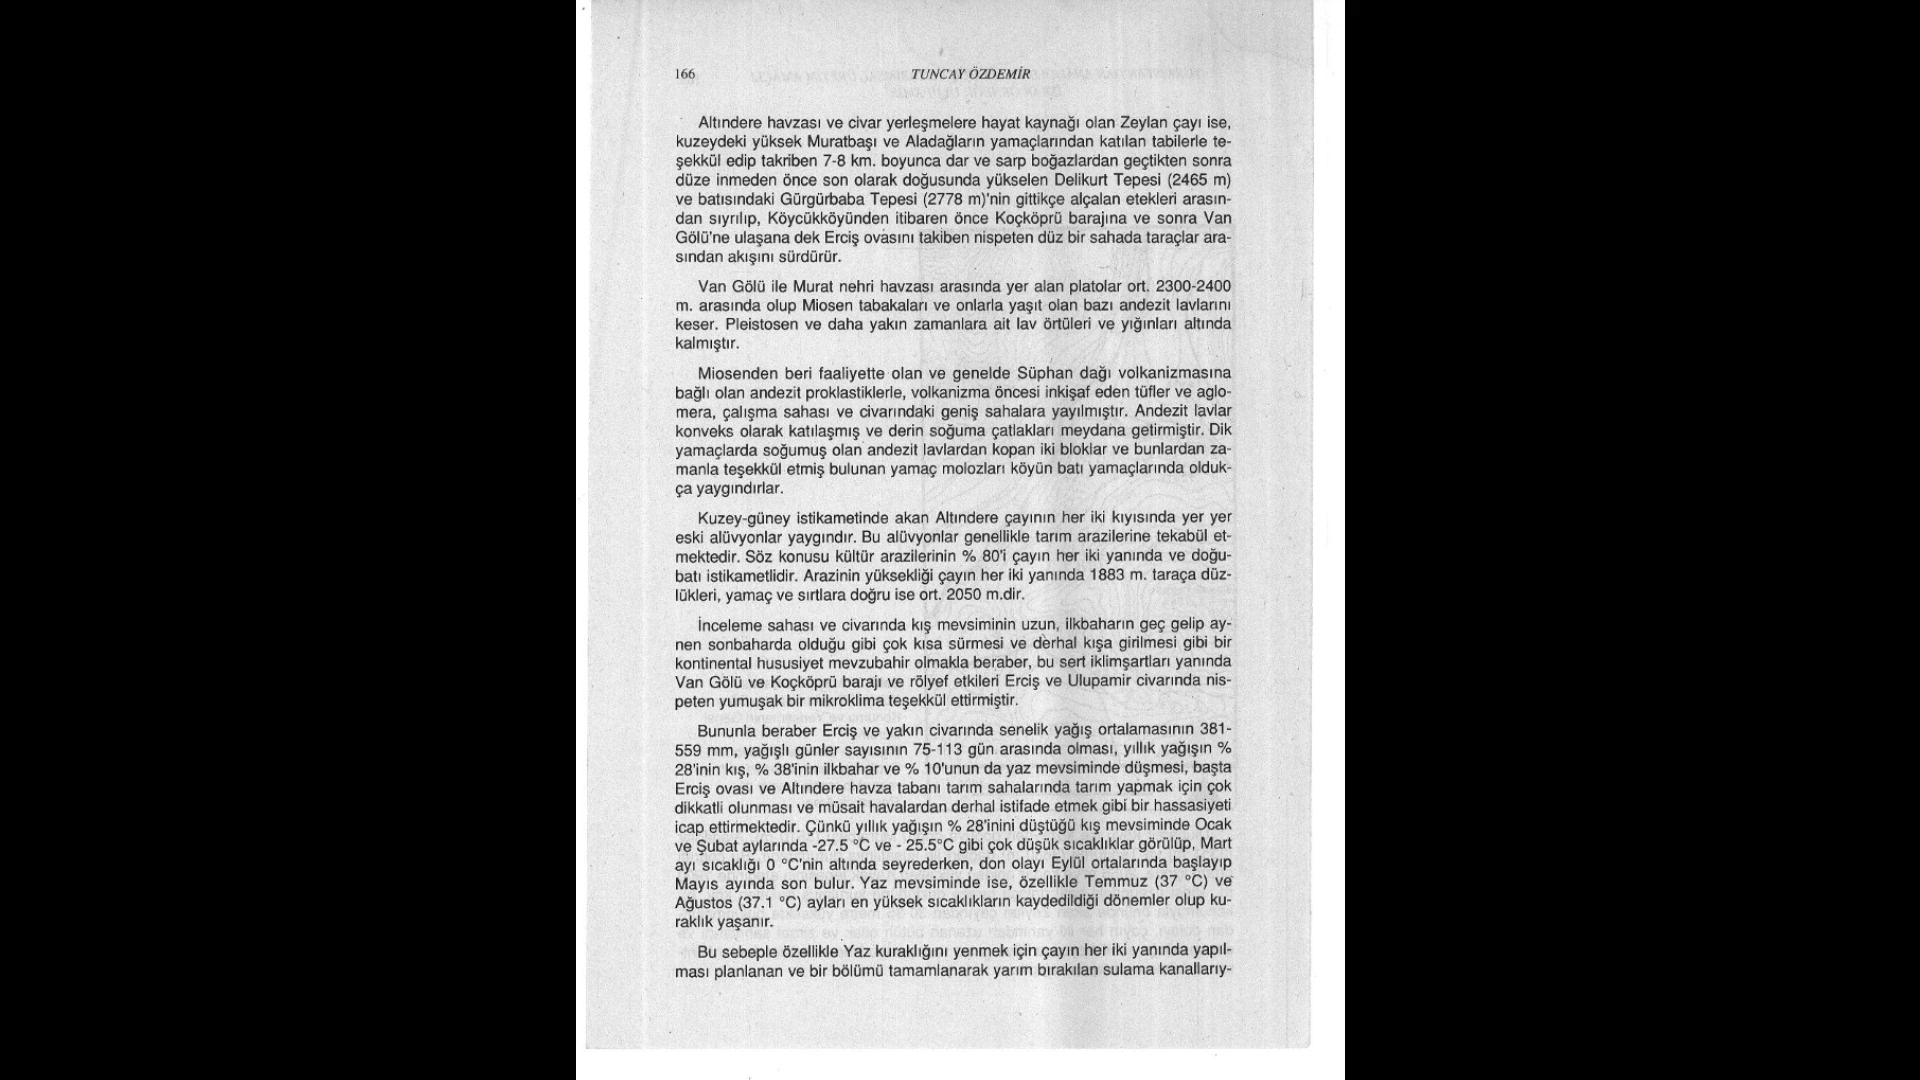 166
TUNCAY ÖZDEMİR
Altındere havzası ve civar yerleşmelere hayat kaynağı olan Zeylan çayı ise,
kuzeydeki yüksek Muratbaşı ve Aladağların yamaçlarından katılan tabilerle te-
şekkül edip takriben 7-8 km. boyunca dar ve sarp boğazlardan geçtikten sonra
düze inmeden önce son olarak doğusunda yükselen Delikurt Tepesi (2465 m)
ve batısındaki Gürgürbaba Tepesi (2778 m)'nin gittikçe alçalan etekleri arasın-
dan sıyrılıp, Köycükköyünden itibaren önce Koçköprü barajına ve sonra Van
Gölü'ne ulaşana dek Erciş ovasını takiben nispeten düz bir sahada taraçlar ara-
sından akışını sürdürür.
Van Gölü ile Murat nehri havzası arasında yer alan platolar ort. 2300-2400
m. arasında olup Miosen tabakaları ve onlarla yaşıt olan bazı andezit lavlarını
keser. Pleistosen ve daha yakın zamanlara ait lav örtüleri ve yığınları altında
kalmıştır.
Miosenden beri faaliyette olan ve genelde Süphan dağı volkanizmasına
bağlı olan andezit proklastiklerle, volkanizma öncesi inkişaf eden tüfler ve aglo-
mera, çalışma sahası ve civarındaki geniş sahalara yayılmıştır. Andezit lavlar
konveks olarak katılaşmış ve derin soğuma çatlakları meydana getirmiştir. Dik
yamaçlarda soğumuş olan andezit lavlardan kopan iki bloklar ve bunlardan za-
manla teşekkül etmiş bulunan yamaç molozları köyün batı yamaçlarında olduk-
ça yaygındırlar.
Kuzey-güney istikametinde akan Altındere çayının her iki kıyısında yer yer
eski alüvyonlar yaygındır. Bu alüvyonlar genellikle tarım arazilerine tekabül et-
mektedir. Söz konusu kültür arazilerinin % 80'i çayın her iki yanında ve doğu-
batı istikametlidir. Arazinin yüksekliği çayın her iki yanında 1883 m. taraça düz-
lükleri, yamaç ve sırtlara doğru ise ort. 2050 m.dir.
İnceleme sahası ve civarında kış mevsiminin uzun, ilkbaharın geç gelip ay-
nen sonbaharda olduğu gibi çok kısa sürmesi ve derhal kışa girilmesi gibi bir
kontinental hususiyet mevzubahir olmakla beraber, bu sert iklimşartları yanında
Van Gölü ve Koçköprü barajı ve rölyef etkileri Erciş ve Ulupamir civarında nis-
peten yumuşak bir mikroklima teşekkül ettirmiştir.
Bununla beraber Erciş ve yakın civarında senelik yağış ortalamasının 381-
559 mm, yağışlı günler sayısının 75-113 gün arasında olması, yıllık yağışın %
28'inin kış, % 38'inin ilkbahar ve % 10'unun da yaz mevsiminde düşmesi, başta
Erciş ovası ve Altındere havza tabanı tarım sahalarında tarım yapmak için çok
dikkatli olunması ve müsait havalardan derhal istifade etmek gibi bir hassasiyeti
icap ettirmektedir. Çünkü yıllık yağışın % 28'inini düştüğü kış mevsiminde Ocak
ve Şubat aylarında -27.5 °C ve - 25.5°C gibi çok düşük sıcaklıklar görülüp, Mart
ayı sıcaklığı 0 °C'nin altında seyrederken, don olayı Eylül ortalarında başlayıp
Mayıs ayında son bulur. Yaz mevsiminde ise, özellikle Temmuz (37 °C) ve
Ağustos (37.1 °C) ayları en yüksek sıcaklıkların kaydedildiği dönemler olup ku-
raklık yaşanır.
Bu sebeple özellikle Yaz kuraklığını yenmek için çayın her iki yanında yapıl-
ması planlanan ve bir bölümü tamamlanarak yarım bırakılan sulama kanallarıy-